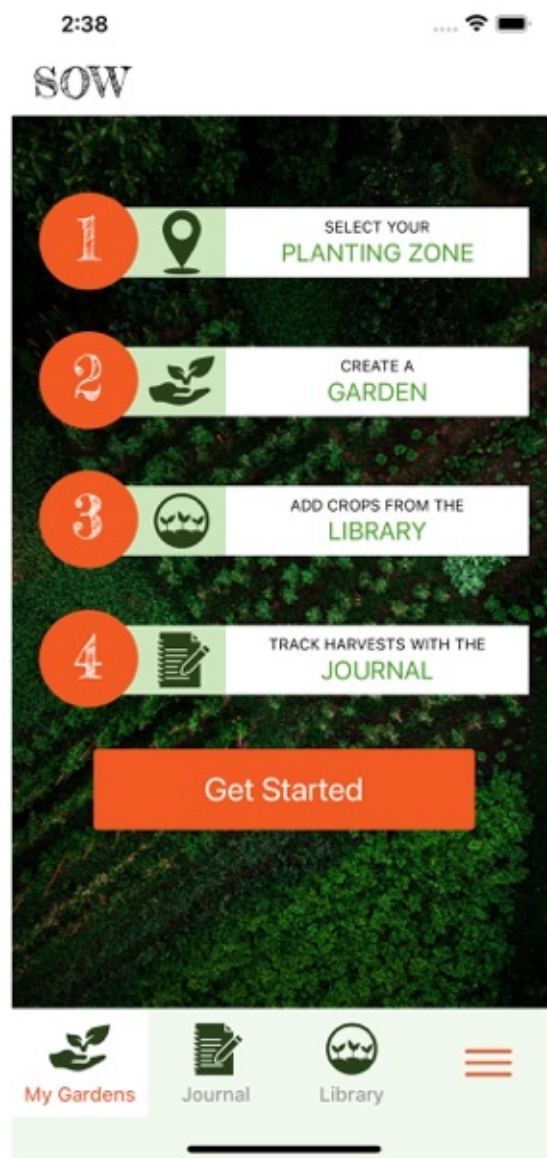 2:38
SOW
1
SELECT YOUR
PLANTING ZONE
2
CREATE A
GARDEN
3
ADD CROPS FROM THE
LIBRARY
4
TRACK HARVESTS WITH THE
JOURNAL
Get Started
My Gardens
Journal
Library